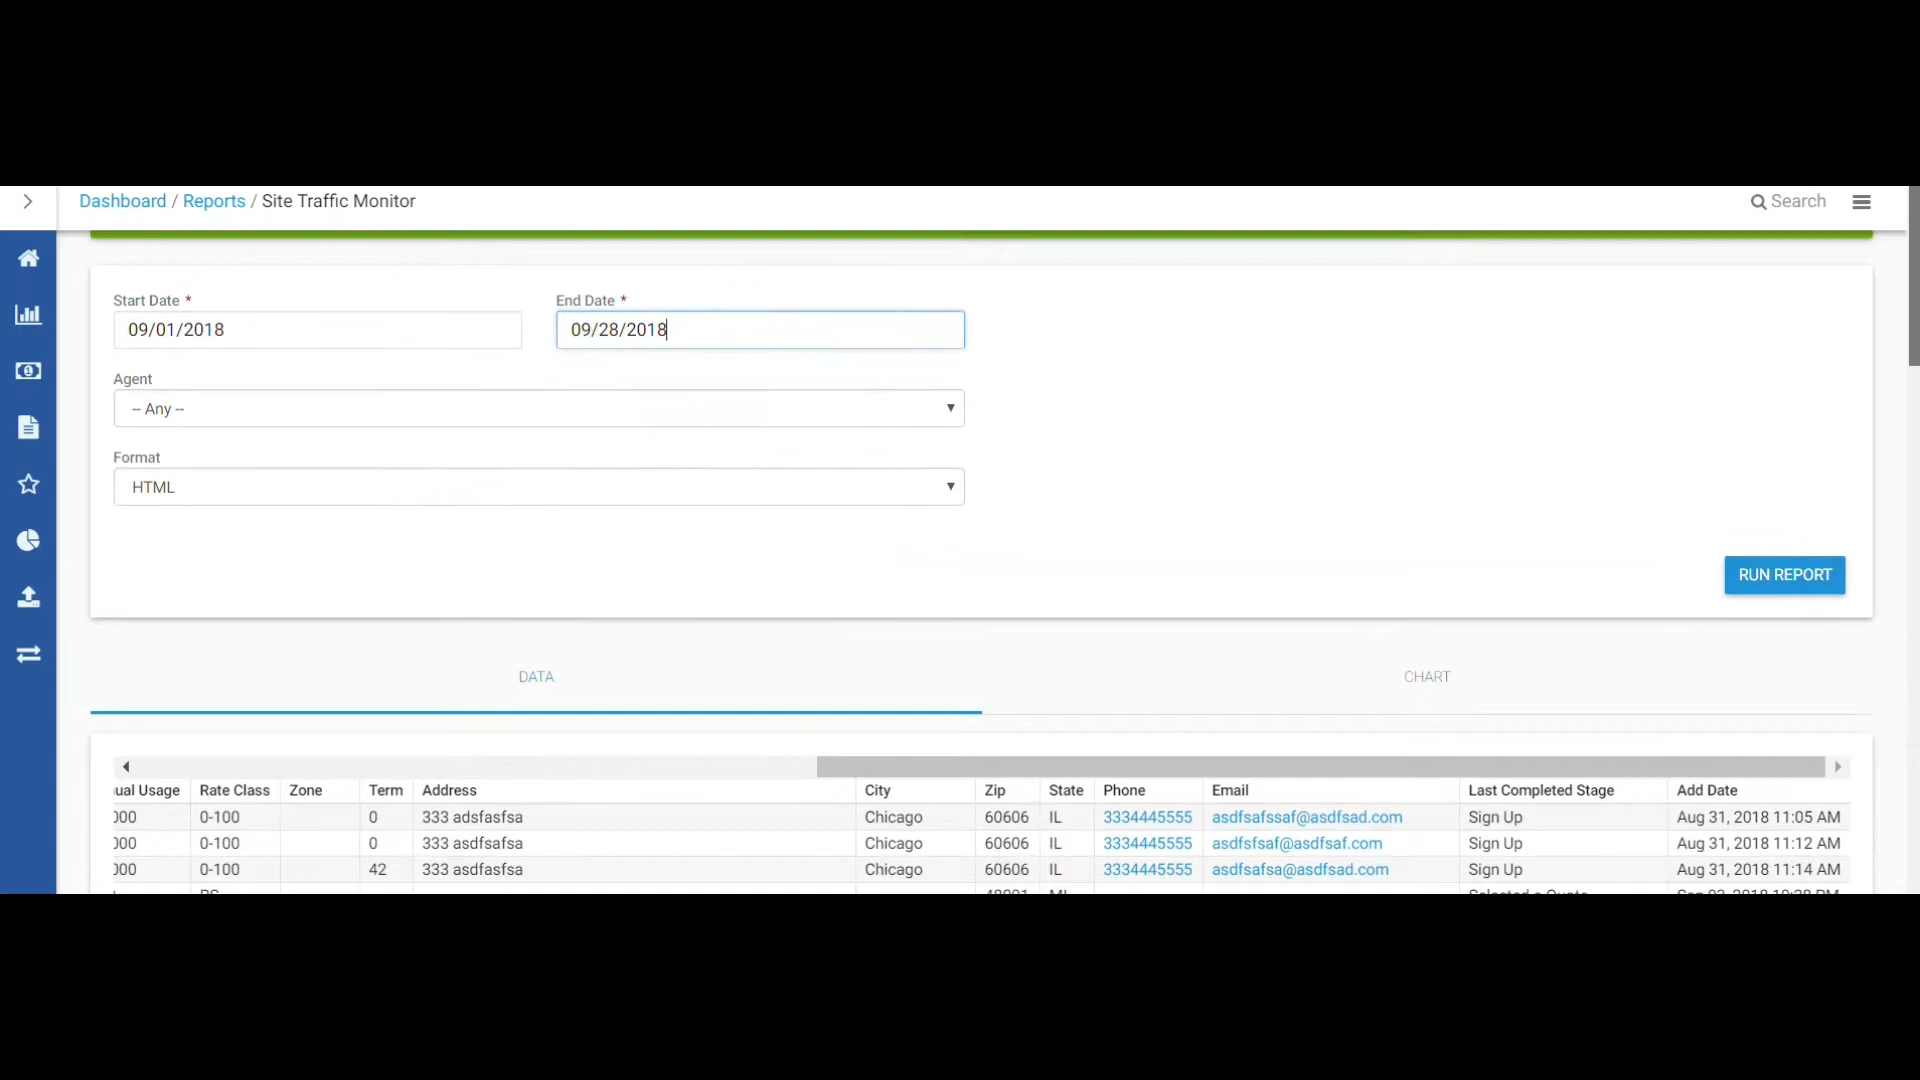 Dashboard / Reports / Site Traffic Monitor
Search
Start Date *
End Date *
09/01/2018
09/28/2018
Agent
-- Any --
Format
HTML
RUN REPORT
DATA
CHART
ual Usage Rate Class Zone Term Address City Zip State Phone Email Last Completed Stage Add Date
000 0-100 0 333 adsfasfsa Chicago 60606 IL 3334445555 asdfsafssaf@asdfsad.com Sign Up Aug 31, 2018 11:05 AM
000 0-100 0 333 asdfasfsa Chicago 60606 IL 3334445555 asdfsfsaf@asdfsaf.com Sign Up Aug 31, 2018 11:12 AM
000 0-100 42 333 asdfasfsa Chicago 60606 IL 3334445555 asdfsafsa@asdfsad.com Sign Up Aug 31, 2018 11:14 AM
Selected a Quote